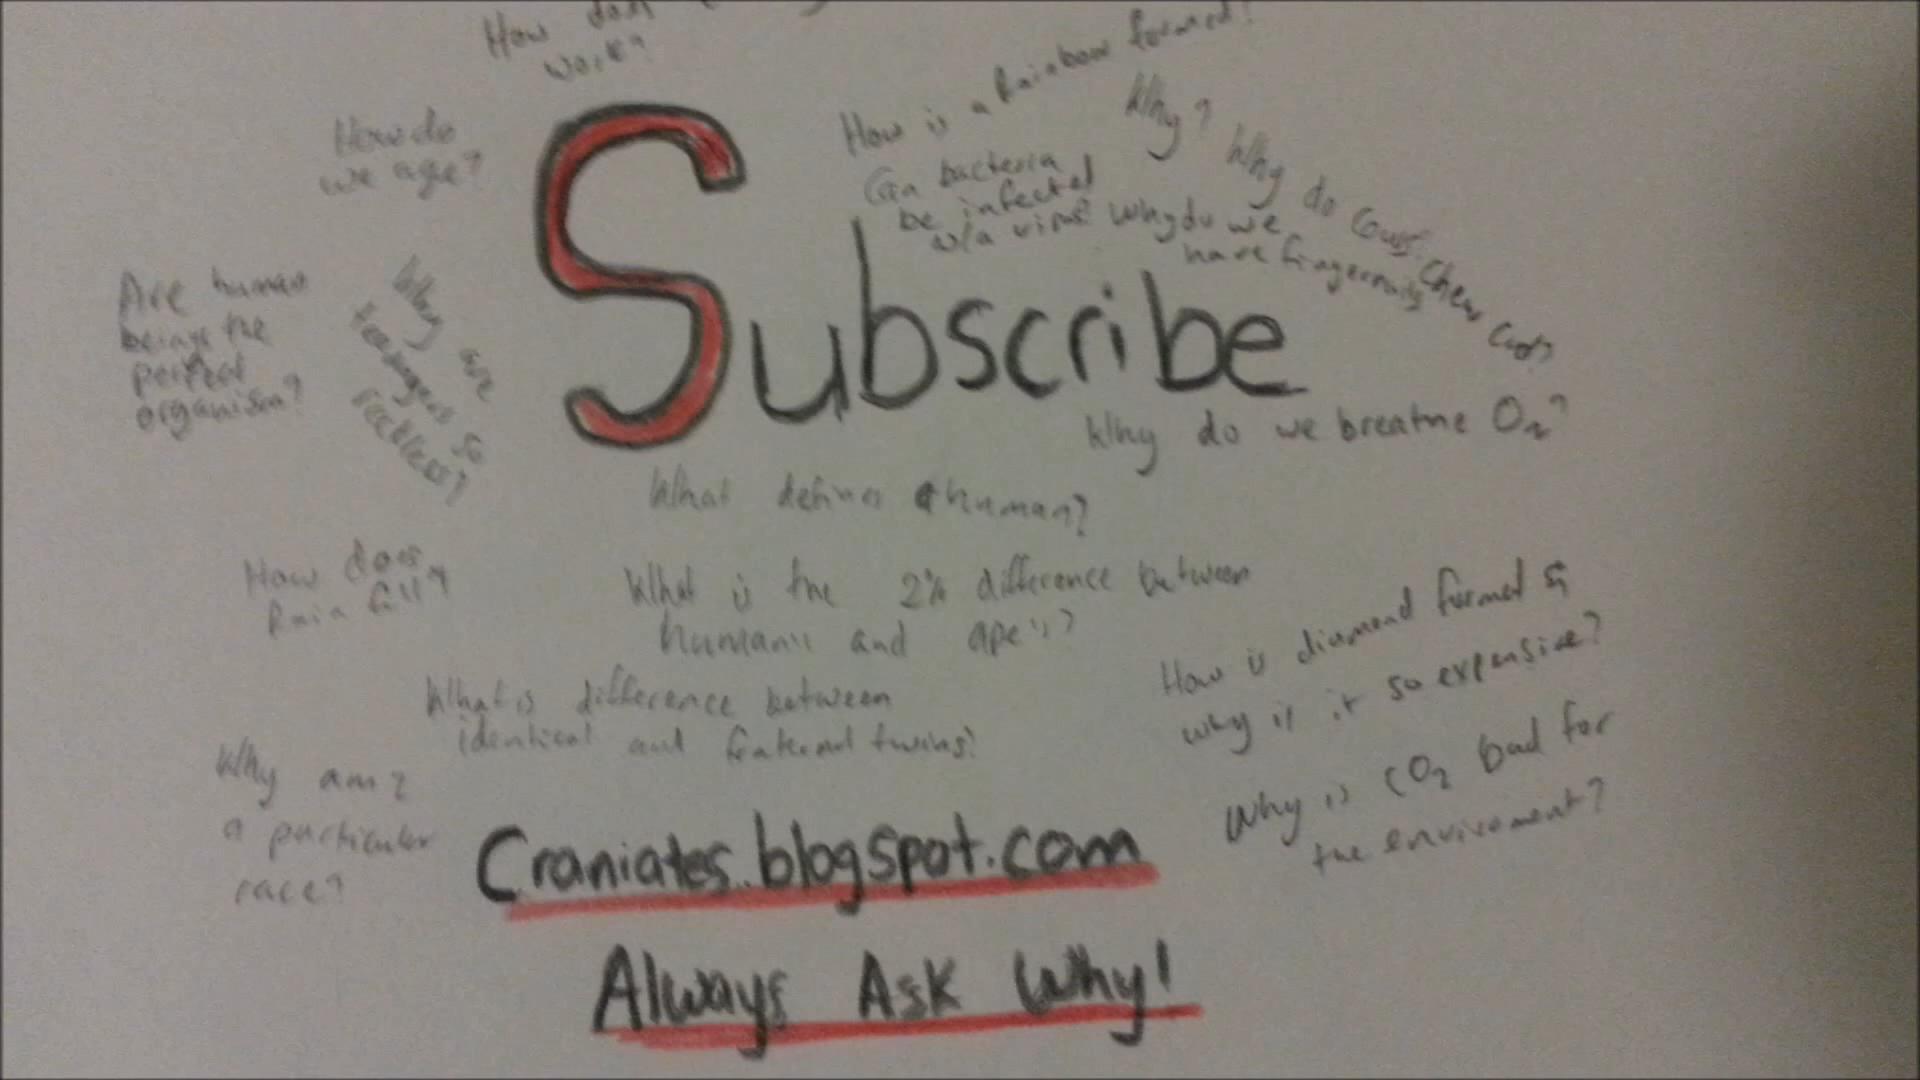 How does
work?
How is a Rainbow formed?
Why?
How do
we age?
Can bacteria
be infected
w/a virus?
Why do we
have fingernails
Why do cows chew
Subscribe
Are human
beings the
perfect
organism?
Why are
teenagers so
reckless?
Why do we breathe O2?
What defines human?
How does
Rain fall?
What is the 2% difference between
humans and apes?
How is diamond formed &
why is it so expensive?
What is difference between
identical and fraternal twins?
Why is CO2 bad for
the enviroment?
Why am I
a particular
race?
Craniates.blogspot.com
Always Ask Why!